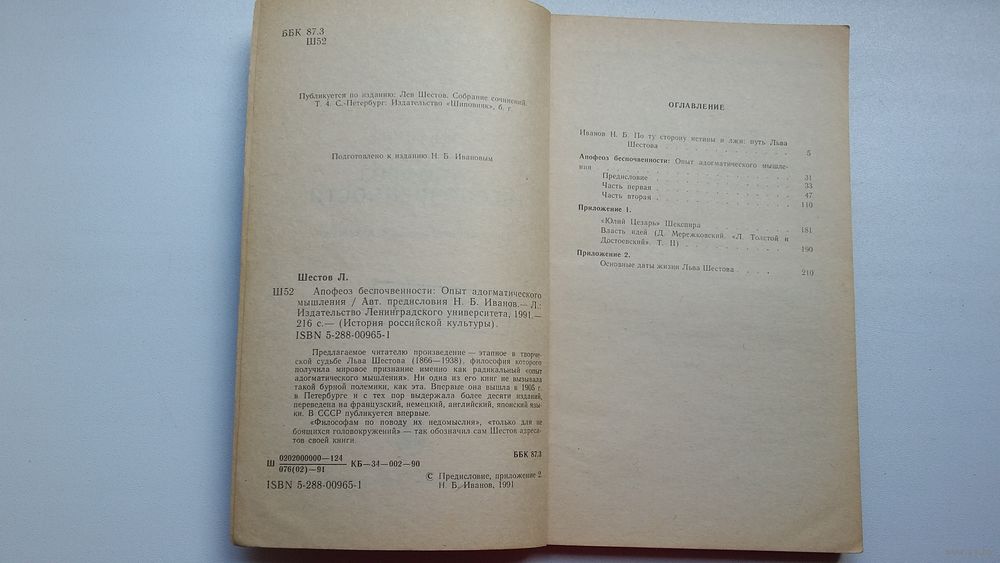 ББК 87.3
Ш52
Публикуется по изданию: Лев Шестов. Собрание сочинений.
Т. 4. С.-Петербург: Издательство «Шиповник», б. г.
Подготовлено к изданию Н. Б. Ивановым
Шестов Л.
Ш52 Апофеоз беспочвенности: Опыт адогматического
мышления / Авт. предисловия Н. Б. Иванов.— Л.:
Издательство Ленинградского университета, 1991.—
216 с.— (История российской культуры).
ISBN 5-288-00965-1
Предлагаемое читателю произведение — этапное в творчес-
кой судьбе Льва Шестова (1866—1938), философия которого
получила мировое признание именно как радикальный «опыт
адогматического мышления». Ни одна из его книг не вызывала
такой бурной полемики, как эта. Впервые она вышла в 1905 г.
в Петербурге и с тех пор выдержала более десяти изданий,
переведена на французский, немецкий, английский, японский язы-
ки. В СССР публикуется впервые.
«Философам по поводу их недомыслия», «только для не
боящихся головокружений» — так обозначил сам Шестов адреса-
тов своей книги.
Ш 0202000000—124
076(02)—91 КБ—34—002—90
ББК 87.3
ISBN 5-288-00965-1
© Предисловие, приложение 2
Н. Б. Иванов, 1991
ОГЛАВЛЕНИЕ
Иванов Н. Б. По ту сторону истины и лжи: путь Льва
Шестова . . . . . . . . . . 5
Апофеоз беспочвенности: Опыт адогматического мышле-
ния . . . . . . . . . . 31
Предисловие . . . . . . . . . . 33
Часть первая . . . . . . . . . . 47
Часть вторая . . . . . . . . . . 110
Приложение 1.
«Юлий Цезарь» Шекспира . . . . . . . 181
Власть идей (Д. Мережковский. «Л. Толстой и
Достоевский». Т. II) . . . . . . . . 190
Приложение 2.
Основные даты жизни Льва Шестова . . . . 210